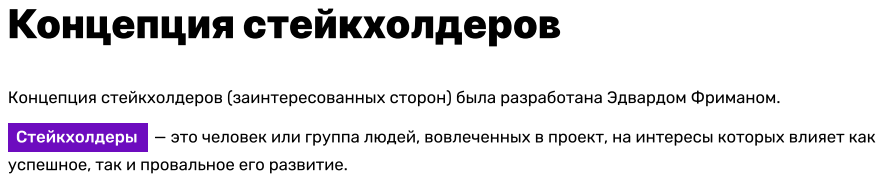 Концепция стейкхолдеров
Концепция стейкхолдеров (заинтересованных сторон) была разработана Эдвардом Фриманом.
Стейкхолдеры — это человек или группа людей, вовлеченных в проект, на интересы которых влияет как
успешное, так и провальное его развитие.